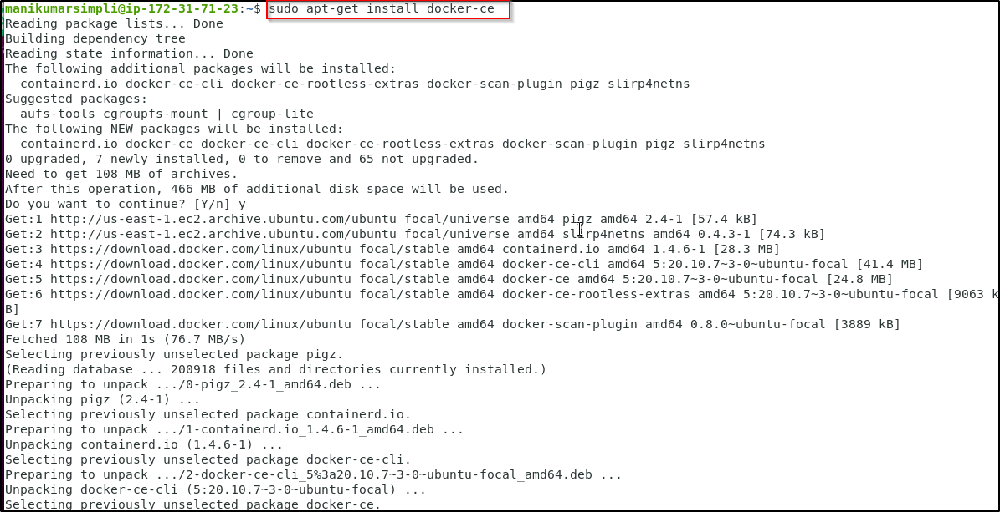 manikumarsimpli@ip-172-31-71-23:~$ sudo apt-get install docker-ce
Reading package lists... Done
Building dependency tree
Reading state information... Done
The following additional packages will be installed:
  containerd.io docker-ce-cli docker-ce-rootless-extras docker-scan-plugin pigz slirp4netns
Suggested packages:
  aufs-tools cgroupfs-mount | cgroup-lite
The following NEW packages will be installed:
  containerd.io docker-ce docker-ce-cli docker-ce-rootless-extras docker-scan-plugin pigz slirp4netns
0 upgraded, 7 newly installed, 0 to remove and 65 not upgraded.
Need to get 108 MB of archives.
After this operation, 466 MB of additional disk space will be used.
Do you want to continue? [Y/n] y
Get:1 http://us-east-1.ec2.archive.ubuntu.com/ubuntu focal/universe amd64 pigz amd64 2.4-1 [57.4 kB]
Get:2 http://us-east-1.ec2.archive.ubuntu.com/ubuntu focal/universe amd64 slirp4netns amd64 0.4.3-1 [74.3 kB]
Get:3 https://download.docker.com/linux/ubuntu focal/stable amd64 containerd.io amd64 1.4.6-1 [28.3 MB]
Get:4 https://download.docker.com/linux/ubuntu focal/stable amd64 docker-ce-cli amd64 5:20.10.7~3-0~ubuntu-focal [41.4 MB]
Get:5 https://download.docker.com/linux/ubuntu focal/stable amd64 docker-ce amd64 5:20.10.7~3-0~ubuntu-focal [24.8 MB]
Get:6 https://download.docker.com/linux/ubuntu focal/stable amd64 docker-ce-rootless-extras amd64 5:20.10.7~3-0~ubuntu-focal [9063 k
B]
Get:7 https://download.docker.com/linux/ubuntu focal/stable amd64 docker-scan-plugin amd64 0.8.0~ubuntu-focal [3889 kB]
Fetched 108 MB in 1s (76.7 MB/s)
Selecting previously unselected package pigz.
(Reading database ... 200918 files and directories currently installed.)
Preparing to unpack .../0-pigz_2.4-1_amd64.deb ...
Unpacking pigz (2.4-1) ...
Selecting previously unselected package containerd.io.
Preparing to unpack .../1-containerd.io_1.4.6-1_amd64.deb ...
Unpacking containerd.io (1.4.6-1) ...
Selecting previously unselected package docker-ce-cli.
Preparing to unpack .../2-docker-ce-cli_5%3a20.10.7~3-0~ubuntu-focal_amd64.deb ...
Unpacking docker-ce-cli (5:20.10.7~3-0~ubuntu-focal) ...
Selecting previously unselected package docker-ce.